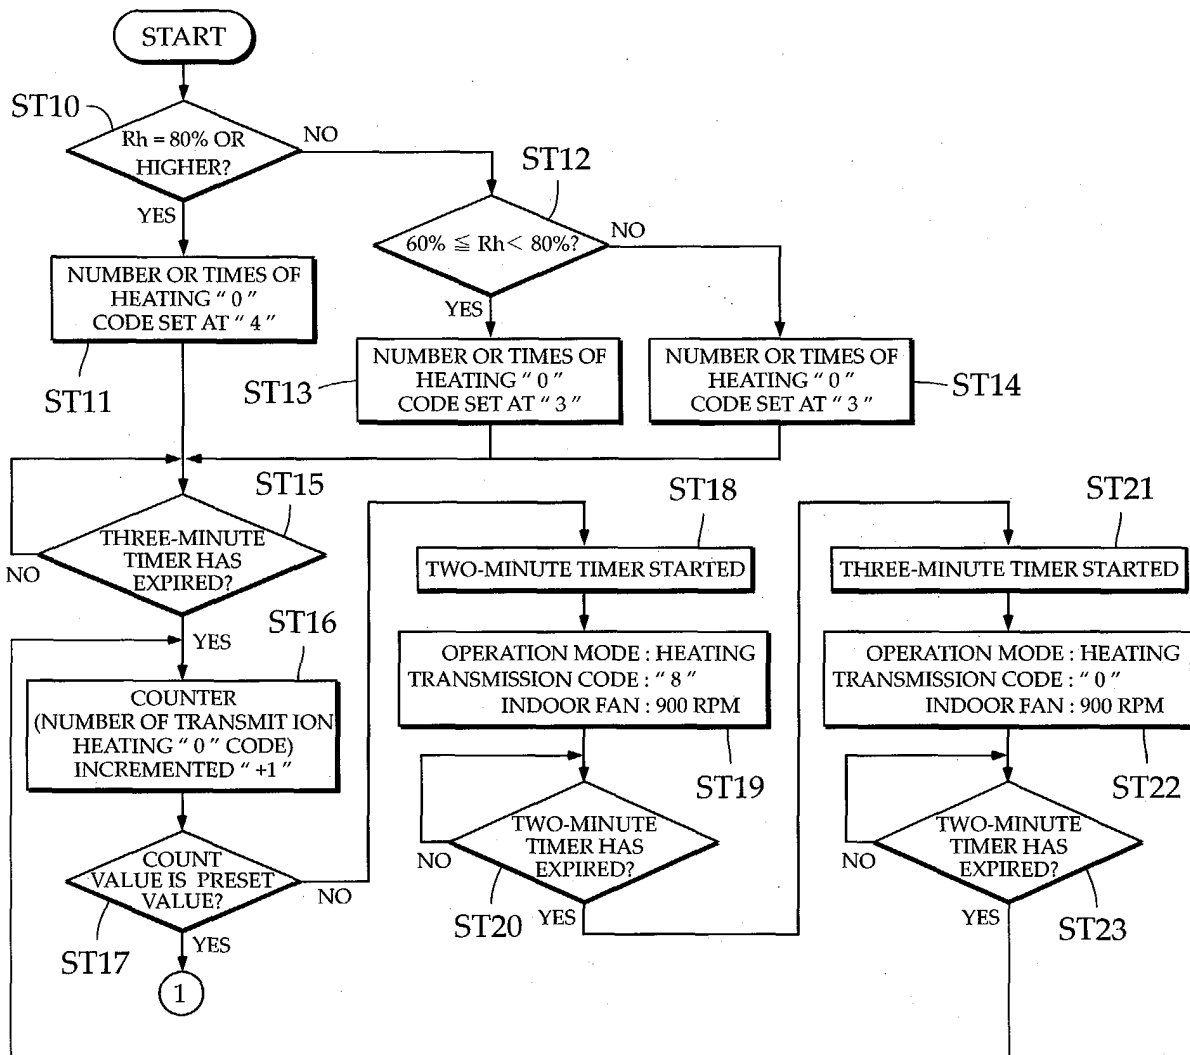 START
ST10
Rh = 80% OR
HIGHER?
NO
YES
ST12
60% ≦ Rh < 80%?
NO
YES
NUMBER OR TIMES OF
HEATING " 0 "
CODE SET AT " 4 "
ST11
NUMBER OR TIMES OF
HEATING " 0 "
CODE SET AT " 3 "
ST13
NUMBER OR TIMES OF
HEATING " 0 "
CODE SET AT " 3 "
ST14
ST15
THREE-MINUTE
TIMER HAS
EXPIRED?
NO
YES
ST16
COUNTER
(NUMBER OF TRANSMIT ION
HEATING " 0 " CODE)
INCREMENTED " +1 "
COUNT
VALUE IS PRESET
VALUE?
NO
ST17
YES
1
ST18
TWO-MINUTE TIMER STARTED
OPERATION MODE : HEATING
TRANSMISSION CODE : " 8 "
INDOOR FAN : 900 RPM
ST19
TWO-MINUTE
TIMER HAS
EXPIRED?
NO
YES
ST20
ST21
THREE-MINUTE TIMER STARTED
OPERATION MODE : HEATING
TRANSMISSION CODE : " 0 "
INDOOR FAN : 900 RPM
ST22
TWO-MINUTE
TIMER HAS
EXPIRED?
NO
YES
ST23